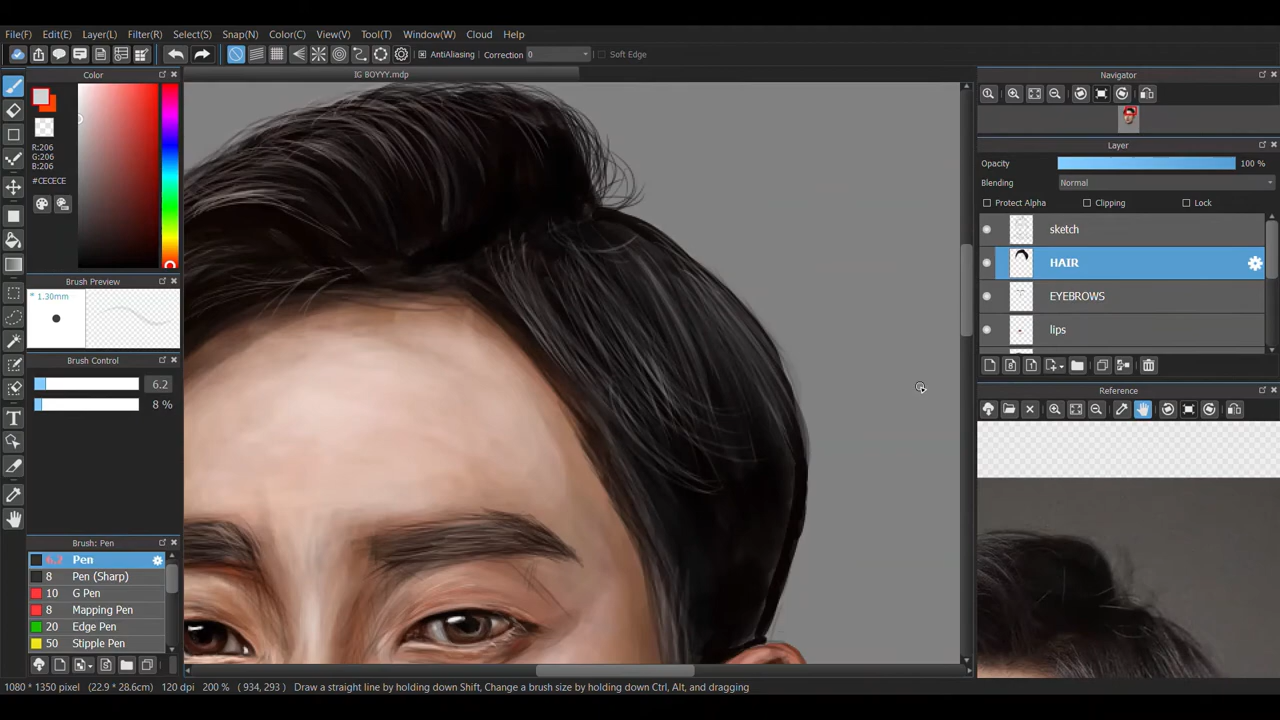 File(F) Edit(E) Layer(L) Filter(R) Select(S) Snap(N) Color(C) View(V) Tool(T) Window(W) Cloud Help
AntiAliasing Correction 0 Soft Edge
Color
IG BOYYY.mdp
Navigator
R:206
G:206
B:206
#CECECE
Layer
Opacity 100 %
Blending Normal
Protect Alpha Clipping Lock
sketch
HAIR
EYEBROWS
lips
Brush Preview
1.30mm
Brush Control
6.2
8 %
Reference
Brush: Pen
6.2 Pen
8 Pen (Sharp)
10 G Pen
8 Mapping Pen
20 Edge Pen
50 Stipple Pen
1080 * 1350 pixel (22.9 * 28.6cm) 120 dpi 200 % ( 934, 293 ) Draw a straight line by holding down Shift, Change a brush size by holding down Ctrl, Alt, and dragging